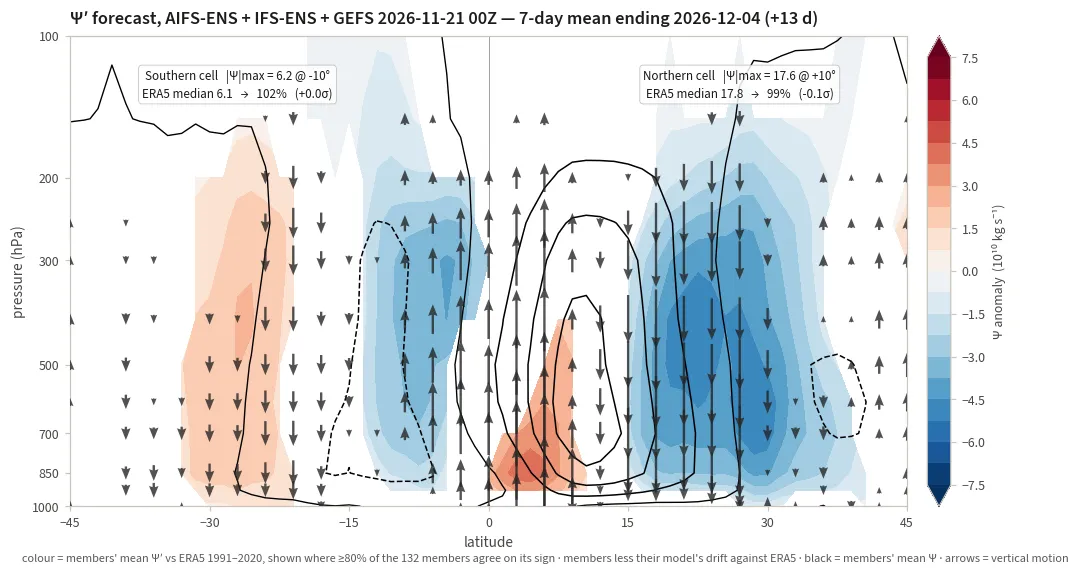 Ψ′ forecast, AIFS-ENS + IFS-ENS + GEFS 2026-11-21 00Z — 7-day mean ending 2026-12-04 (+13 d)
Southern cell |Ψ|max = 6.2 @ -10°
ERA5 median 6.1 → 102% (+0.0σ)
Northern cell |Ψ|max = 17.6 @ +10°
ERA5 median 17.8 → 99% (-0.1σ)
pressure (hPa)
100
200
300
400
500
700
850
1000
−45
−30
−15
0
15
30
45
latitude
7.5
6.0
4.5
3.0
1.5
0.0
−1.5
−3.0
−4.5
−6.0
−7.5
Ψ anomaly (10¹⁰ kg s⁻¹)
colour = members' mean Ψ′ vs ERA5 1991–2020, shown where ≥80% of the 132 members agree on its sign · members less their model's drift against ERA5 · black = members' mean Ψ · arrows = vertical motion